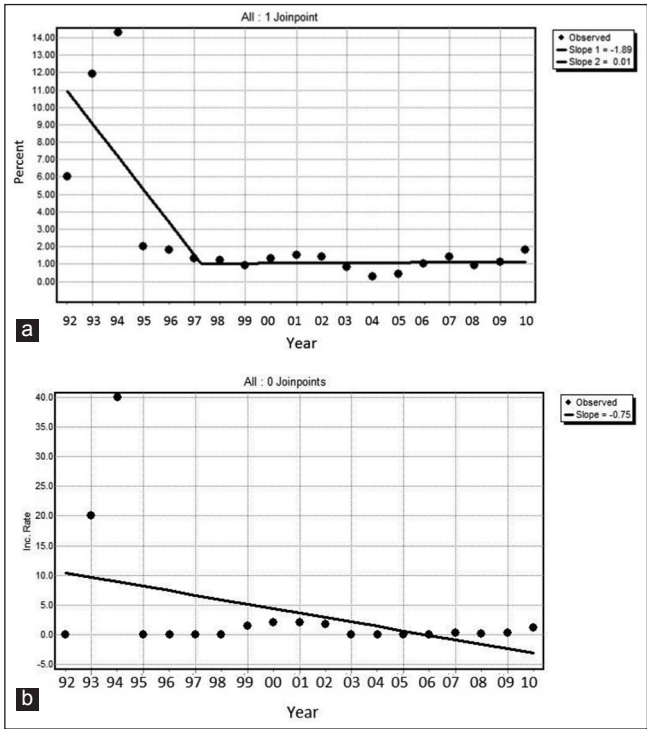 All : 1 Joinpoint
Observed
Slope 1 = -1.89
Slope 2 = 0.01
Percent
14.00
13.00
12.00
11.00
10.00
9.00
8.00
7.00
6.00
5.00
4.00
3.00
2.00
1.00
0.00
92 93 94 95 96 97 98 99 00 01 02 03 04 05 06 07 08 09 10
Year
a
All : 0 Joinpoints
Observed
Slope = -0.75
Inc. Rate
40.0
35.0
30.0
25.0
20.0
15.0
10.0
5.0
0.0
-5.0
92 93 94 95 96 97 98 99 00 01 02 03 04 05 06 07 08 09 10
Year
b